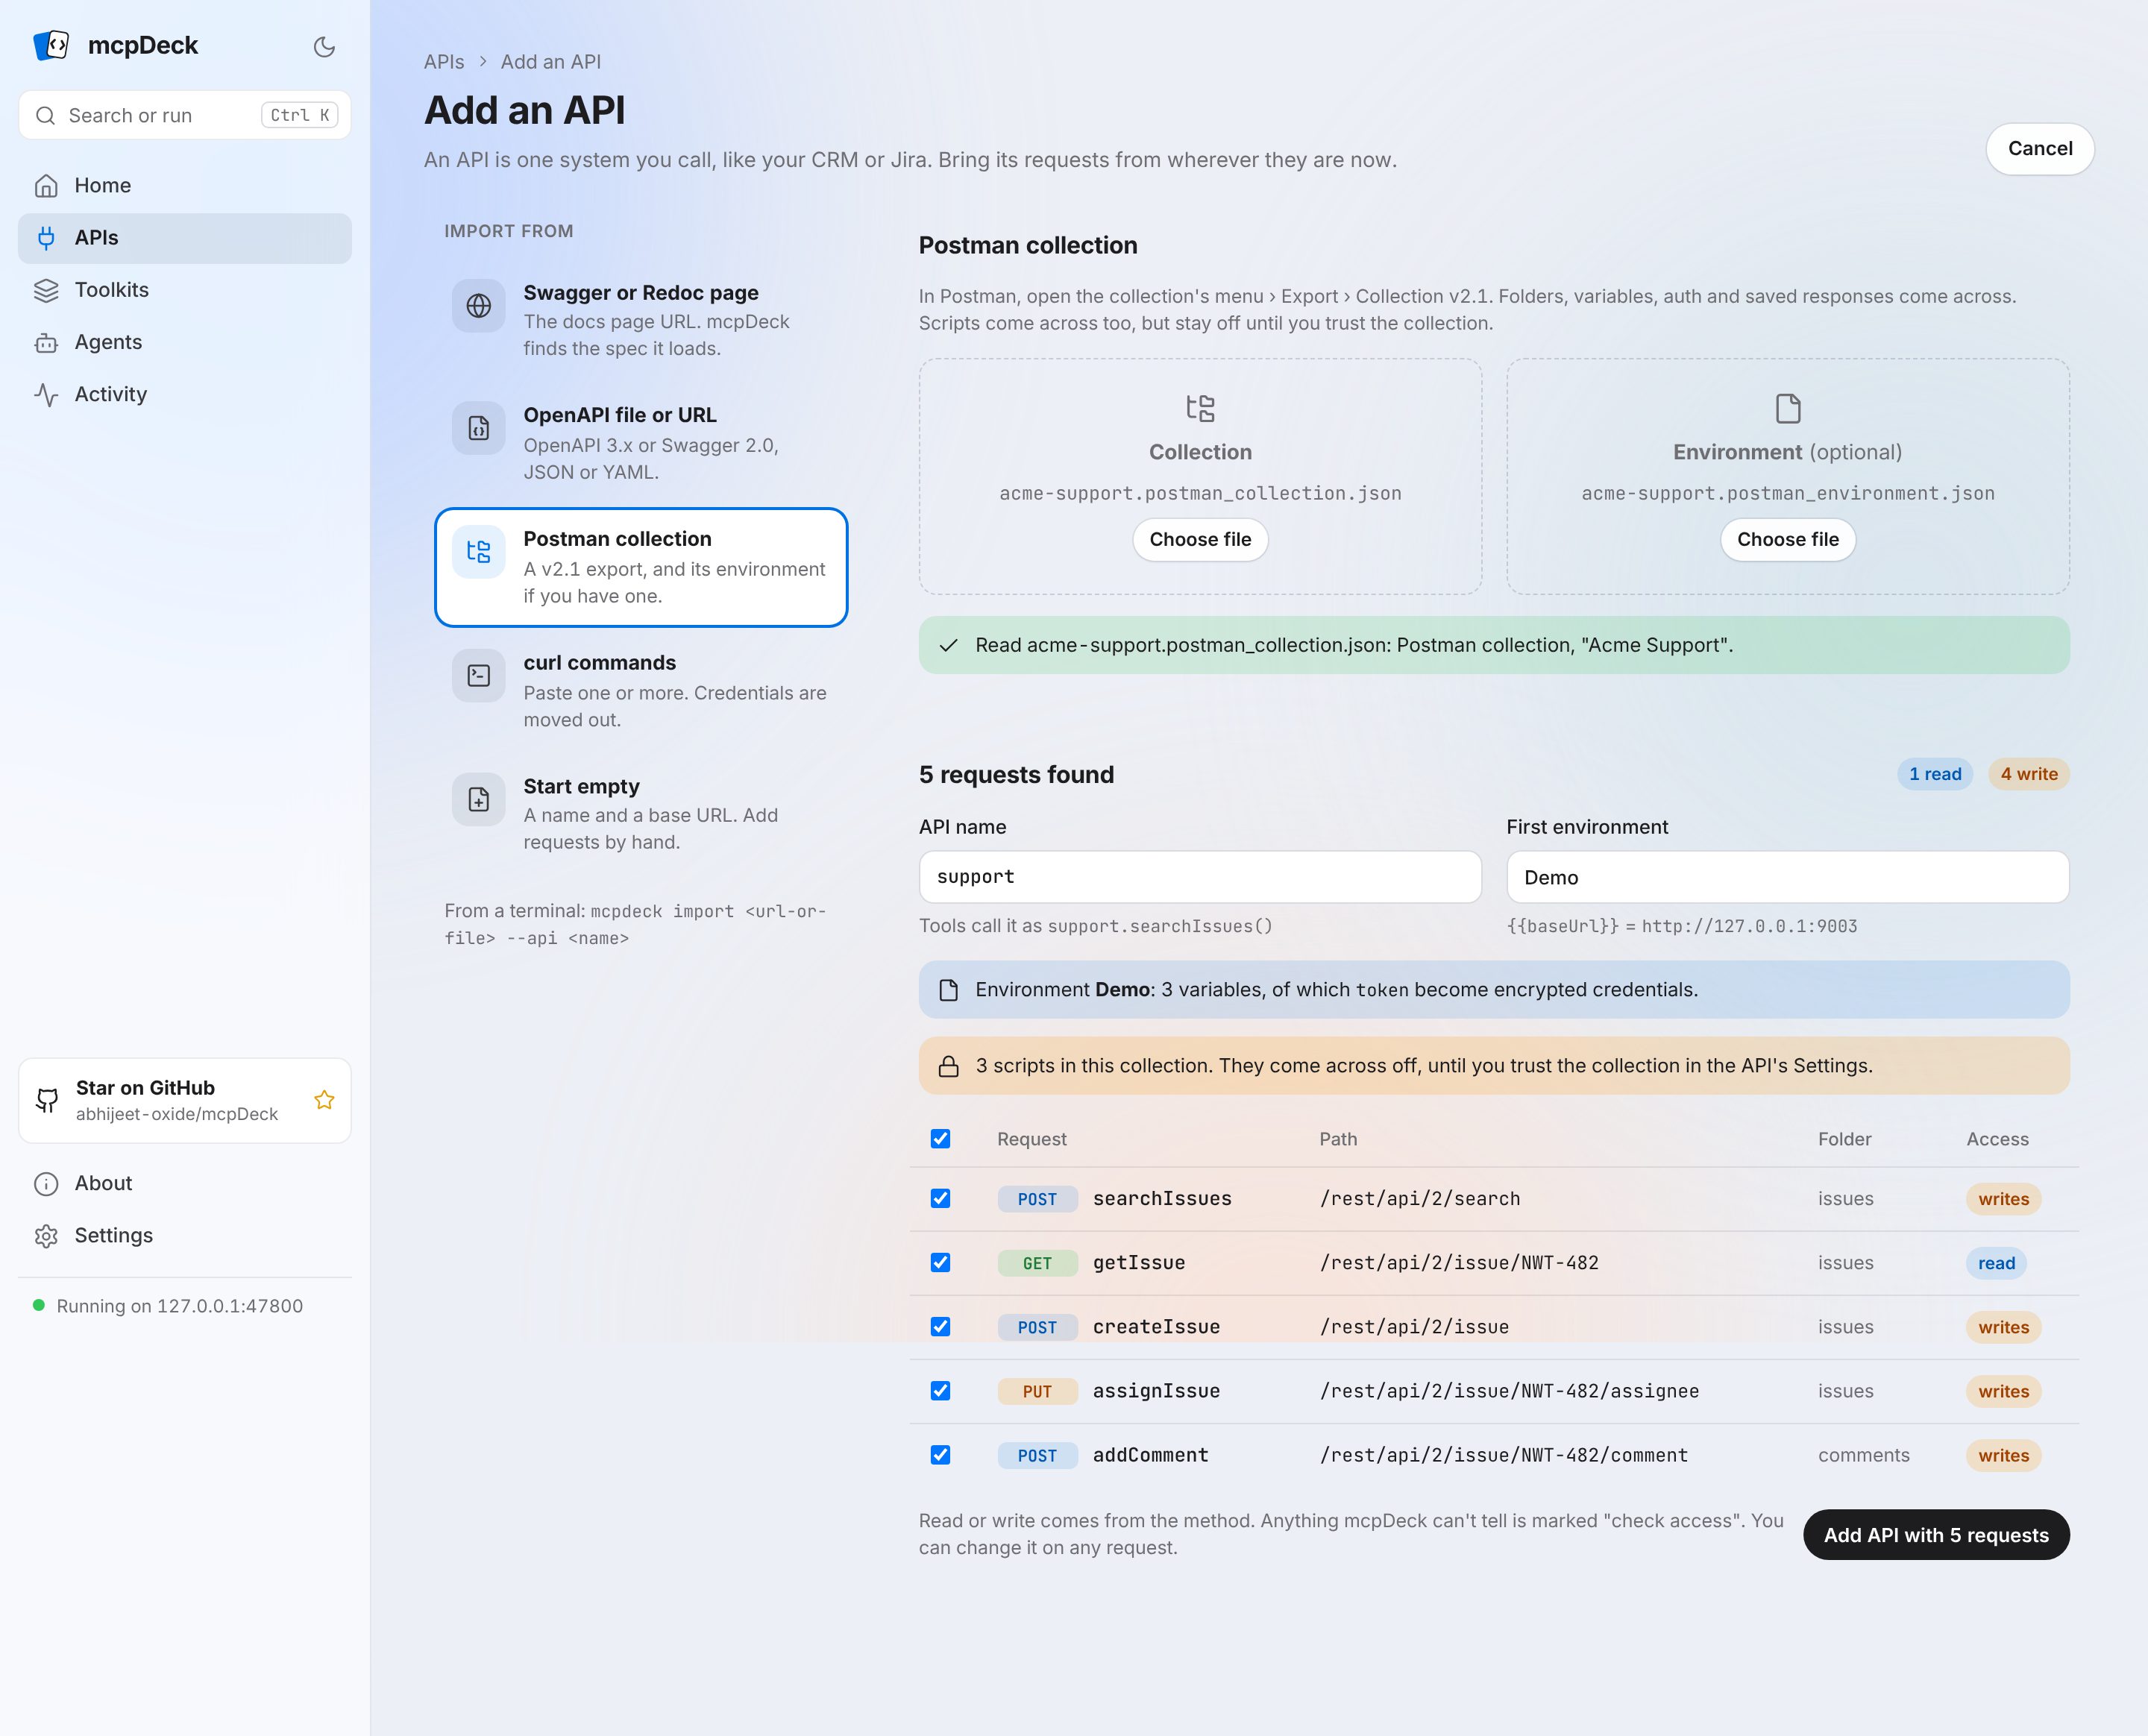 mcpDeck
Search or run
Ctrl K
Home
APIs
Toolkits
Agents
Activity
Star on GitHub
abhijeet-oxide/mcpDeck
About
Settings
Running on 127.0.0.1:47800
APIs > Add an API
Add an API
An API is one system you call, like your CRM or Jira. Bring its requests from wherever they are now.
Cancel
IMPORT FROM
Swagger or Redoc page
The docs page URL. mcpDeck
finds the spec it loads.
OpenAPI file or URL
OpenAPI 3.x or Swagger 2.0,
JSON or YAML.
Postman collection
A v2.1 export, and its environment
if you have one.
curl commands
Paste one or more. Credentials are
moved out.
Start empty
A name and a base URL. Add
requests by hand.
From a terminal: mcpdeck import <url-or-
file> --api <name>
Postman collection
In Postman, open the collection's menu › Export › Collection v2.1. Folders, variables, auth and saved responses come across.
Scripts come across too, but stay off until you trust the collection.
Collection
acme-support.postman_collection.json
Choose file
Environment (optional)
acme-support.postman_environment.json
Choose file
Read acme-support.postman_collection.json: Postman collection, "Acme Support".
5 requests found
1 read
4 write
API name
support
Tools call it as support.searchIssues()
First environment
Demo
{{baseUrl}} = http://127.0.0.1:9003
Environment Demo: 3 variables, of which token become encrypted credentials.
3 scripts in this collection. They come across off, until you trust the collection in the API's Settings.
Request Path Folder Access
POST searchIssues /rest/api/2/search issues writes
GET getIssue /rest/api/2/issue/NWT-482 issues read
POST createIssue /rest/api/2/issue issues writes
PUT assignIssue /rest/api/2/issue/NWT-482/assignee issues writes
POST addComment /rest/api/2/issue/NWT-482/comment comments writes
Read or write comes from the method. Anything mcpDeck can't tell is marked "check access". You
can change it on any request.
Add API with 5 requests